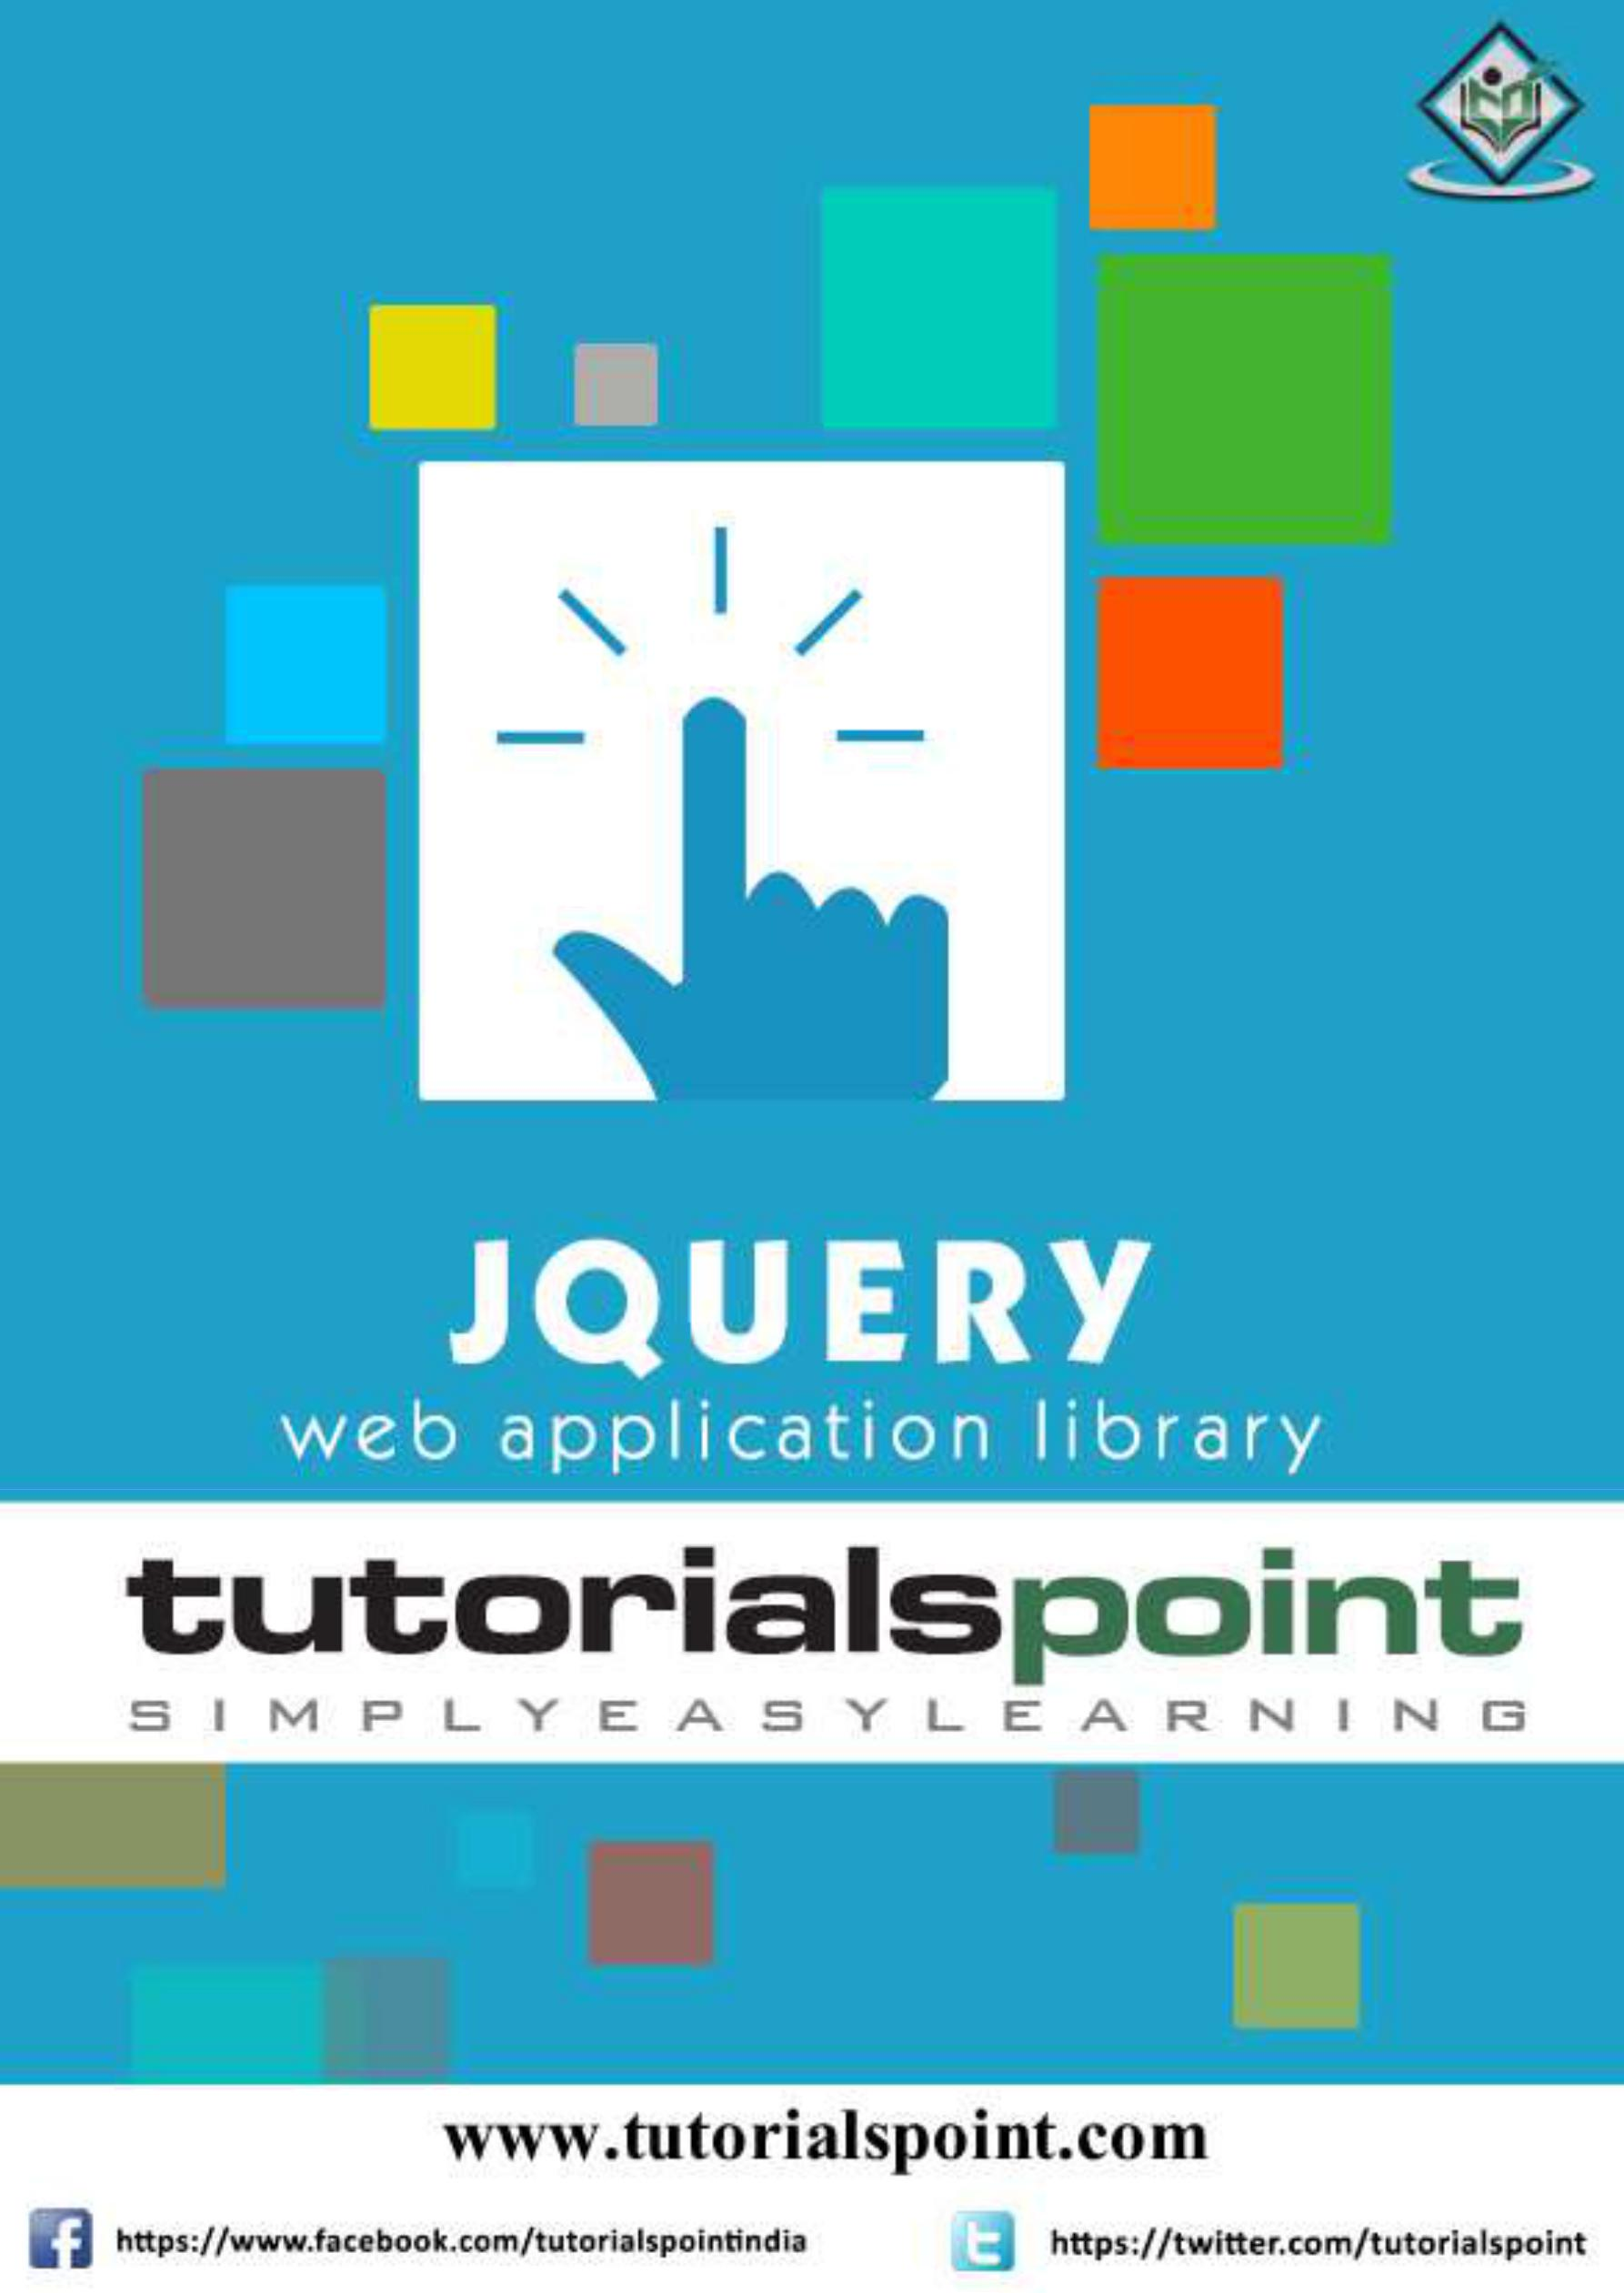 JQUERY
web application library
tutorialspoint
SIMPLYEASYLEARNING
www.tutorialspoint.com
https://www.facebook.com/tutorialspointindia
https://twitter.com/tutorialspoint